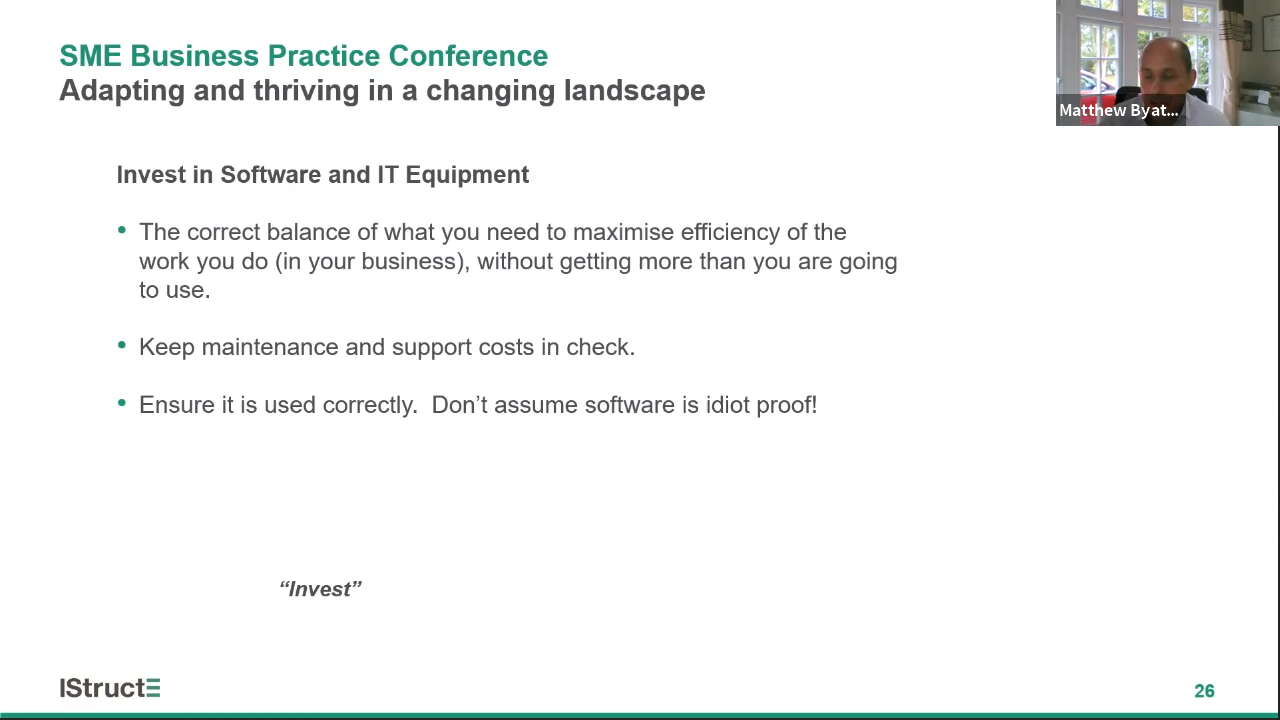 SME Business Practice Conference
Adapting and thriving in a changing landscape
Matthew Byat...
Invest in Software and IT Equipment
• The correct balance of what you need to maximise efficiency of the
work you do (in your business), without getting more than you are going
to use.
• Keep maintenance and support costs in check.
• Ensure it is used correctly.  Don’t assume software is idiot proof!
“Invest”
IStructE
26